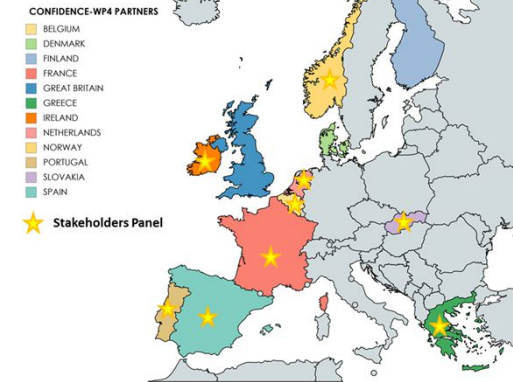 CONFIDENCE-WP4 PARTNERS
BELGIUM
DENMARK
FINLAND
FRANCE
GREAT BRITAIN
GREECE
IRELAND
NETHERLANDS
NORWAY
PORTUGAL
SLOVAKIA
SPAIN
Stakeholders Panel